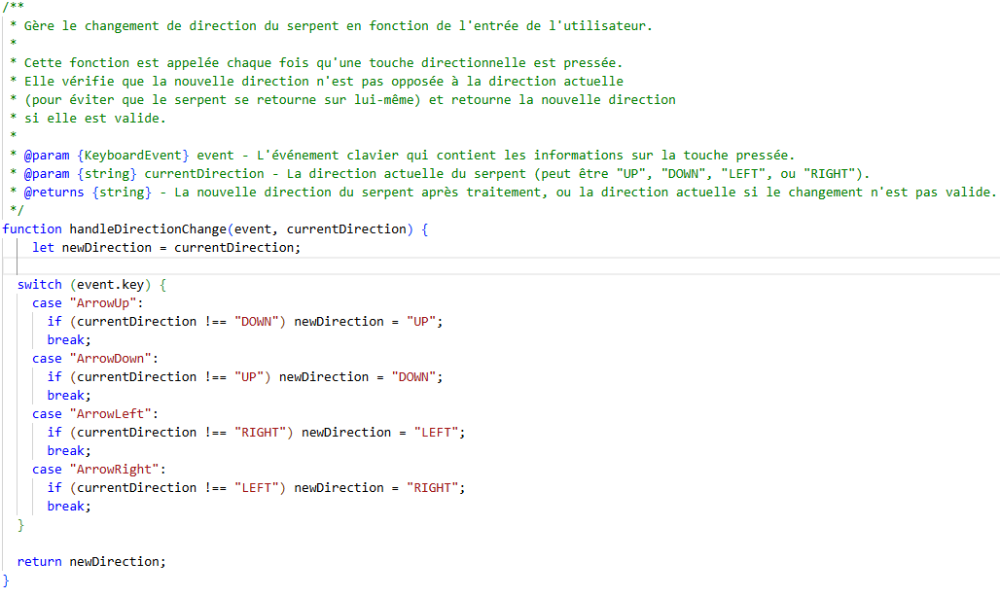 /**
 * Gère le changement de direction du serpent en fonction de l'entrée de l'utilisateur.
 *
 * Cette fonction est appelée chaque fois qu'une touche directionnelle est pressée.
 * Elle vérifie que la nouvelle direction n'est pas opposée à la direction actuelle
 * (pour éviter que le serpent se retourne sur lui-même) et retourne la nouvelle direction
 * si elle est valide.
 *
 * @param {KeyboardEvent} event - L'événement clavier qui contient les informations sur la touche pressée.
 * @param {string} currentDirection - La direction actuelle du serpent (peut être "UP", "DOWN", "LEFT", ou "RIGHT").
 * @returns {string} - La nouvelle direction du serpent après traitement, ou la direction actuelle si le changement n'est pas valide.
 */
function handleDirectionChange(event, currentDirection) {
    let newDirection = currentDirection;

  switch (event.key) {
    case "ArrowUp":
      if (currentDirection !== "DOWN") newDirection = "UP";
      break;
    case "ArrowDown":
      if (currentDirection !== "UP") newDirection = "DOWN";
      break;
    case "ArrowLeft":
      if (currentDirection !== "RIGHT") newDirection = "LEFT";
      break;
    case "ArrowRight":
      if (currentDirection !== "LEFT") newDirection = "RIGHT";
      break;
  }

  return newDirection;
}